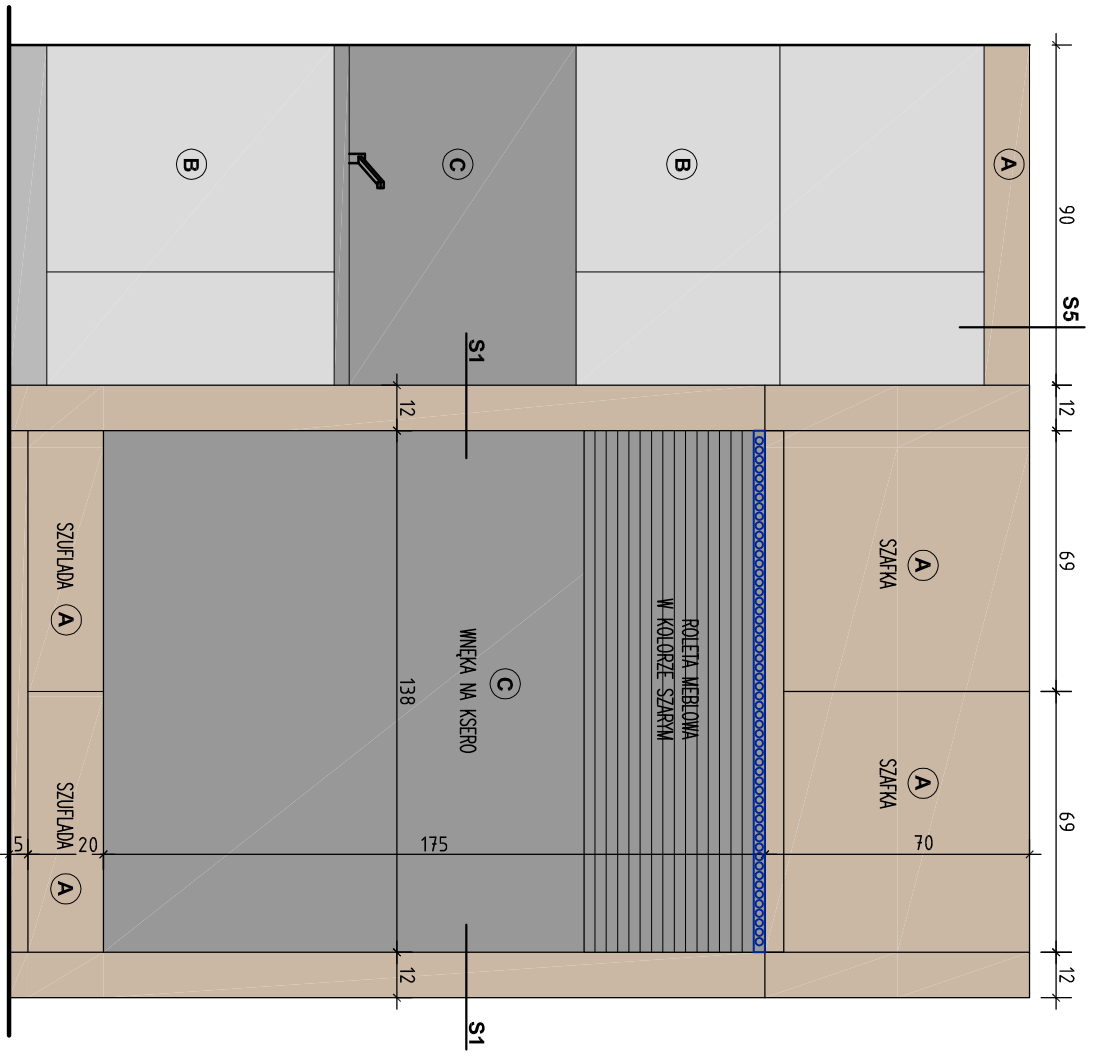 90
S5
12
69
69
12
A
A
SZAFKA
A
SZAFKA
70
B
ROLETA MEBLOWA
W KOLORZE SZARYM
C
C
WNĘKA NA KSERO
S1
S1
175
12
138
12
B
SZUFLADA A
SZUFLADA A
20
5